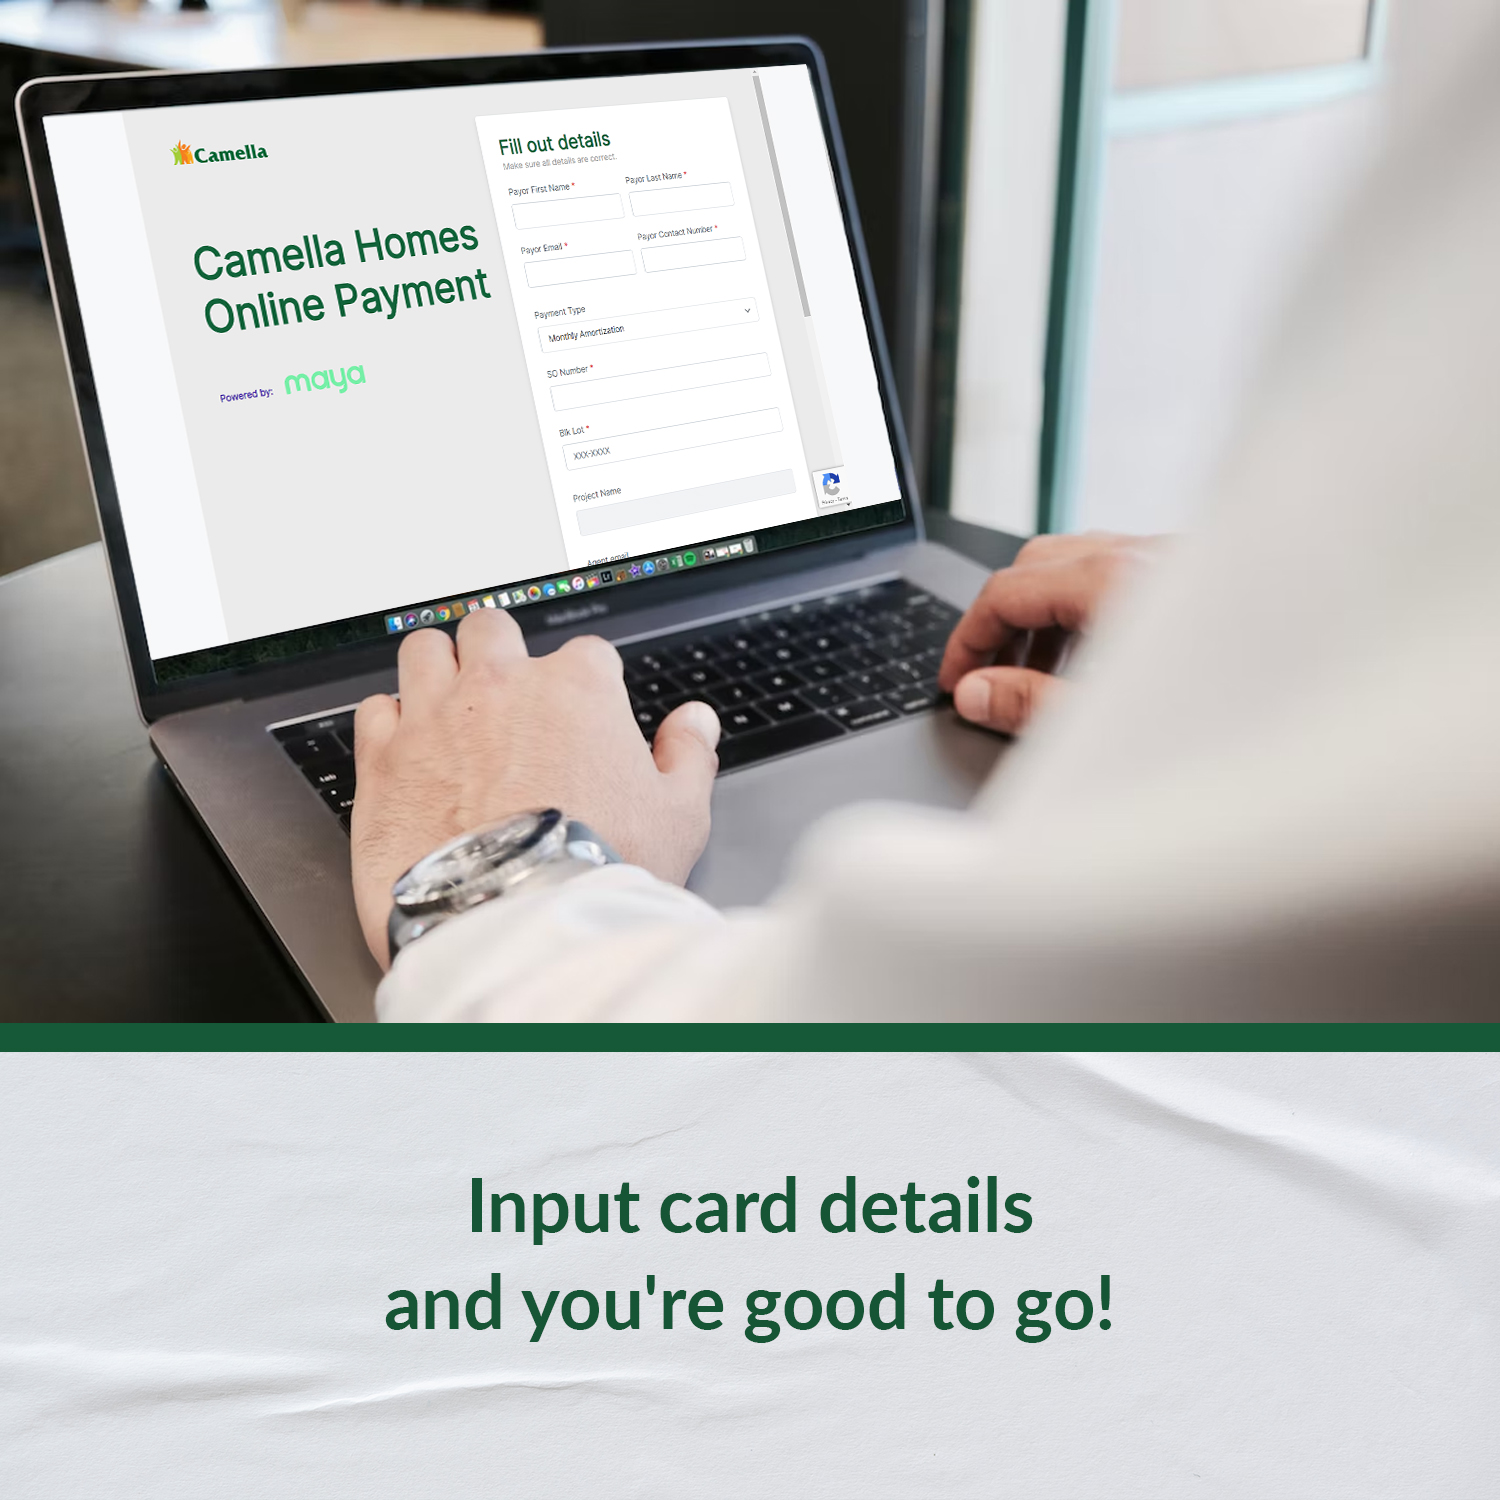 Camella
Camella Homes
Online Payment
Powered by: maya
Fill out details
Make sure all details are correct.
Payor First Name *
Payor Last Name *
Payor Email *
Payor Contact Number *
Payment Type
Monthly Amortization
SO Number *
Blk Lot *
XXX-XXXX
Project Name
Agent email
MacBook Pro
Input card details
and you're good to go!